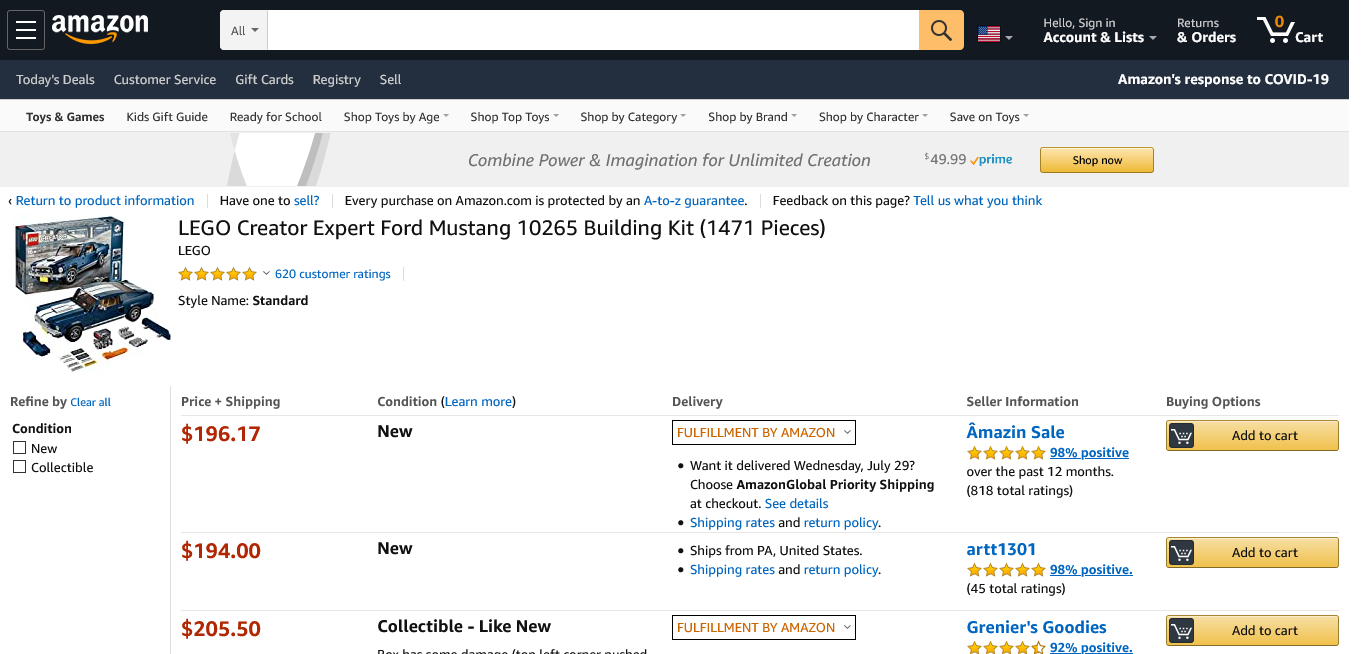 amazon
All
Hello, Sign in
Account & Lists
Returns
& Orders
0
Cart
Today's Deals Customer Service Gift Cards Registry Sell
Amazon's response to COVID-19
Toys & Games Kids Gift Guide Ready for School Shop Toys by Age Shop Top Toys Shop by Category Shop by Brand Shop by Character Save on Toys
Combine Power & Imagination for Unlimited Creation $49.99 prime Shop now
‹ Return to product information Have one to sell? Every purchase on Amazon.com is protected by an A-to-z guarantee. Feedback on this page? Tell us what you think
LEGO Creator Expert Ford Mustang 10265 Building Kit (1471 Pieces)
LEGO
620 customer ratings
Style Name: Standard
Refine by Clear all
Condition
New
Collectible
Price + Shipping Condition (Learn more) Delivery Seller Information Buying Options
$196.17 New FULFILLMENT BY AMAZON Âmazin Sale Add to cart
• Want it delivered Wednesday, July 29?
Choose AmazonGlobal Priority Shipping
at checkout. See details
• Shipping rates and return policy.
98% positive
over the past 12 months.
(818 total ratings)
$194.00 New
• Ships from PA, United States.
• Shipping rates and return policy.
artt1301
98% positive.
(45 total ratings)
Add to cart
$205.50 Collectible - Like New FULFILLMENT BY AMAZON Grenier's Goodies Add to cart
Box has some damage (top left corner pushed
92% positive.